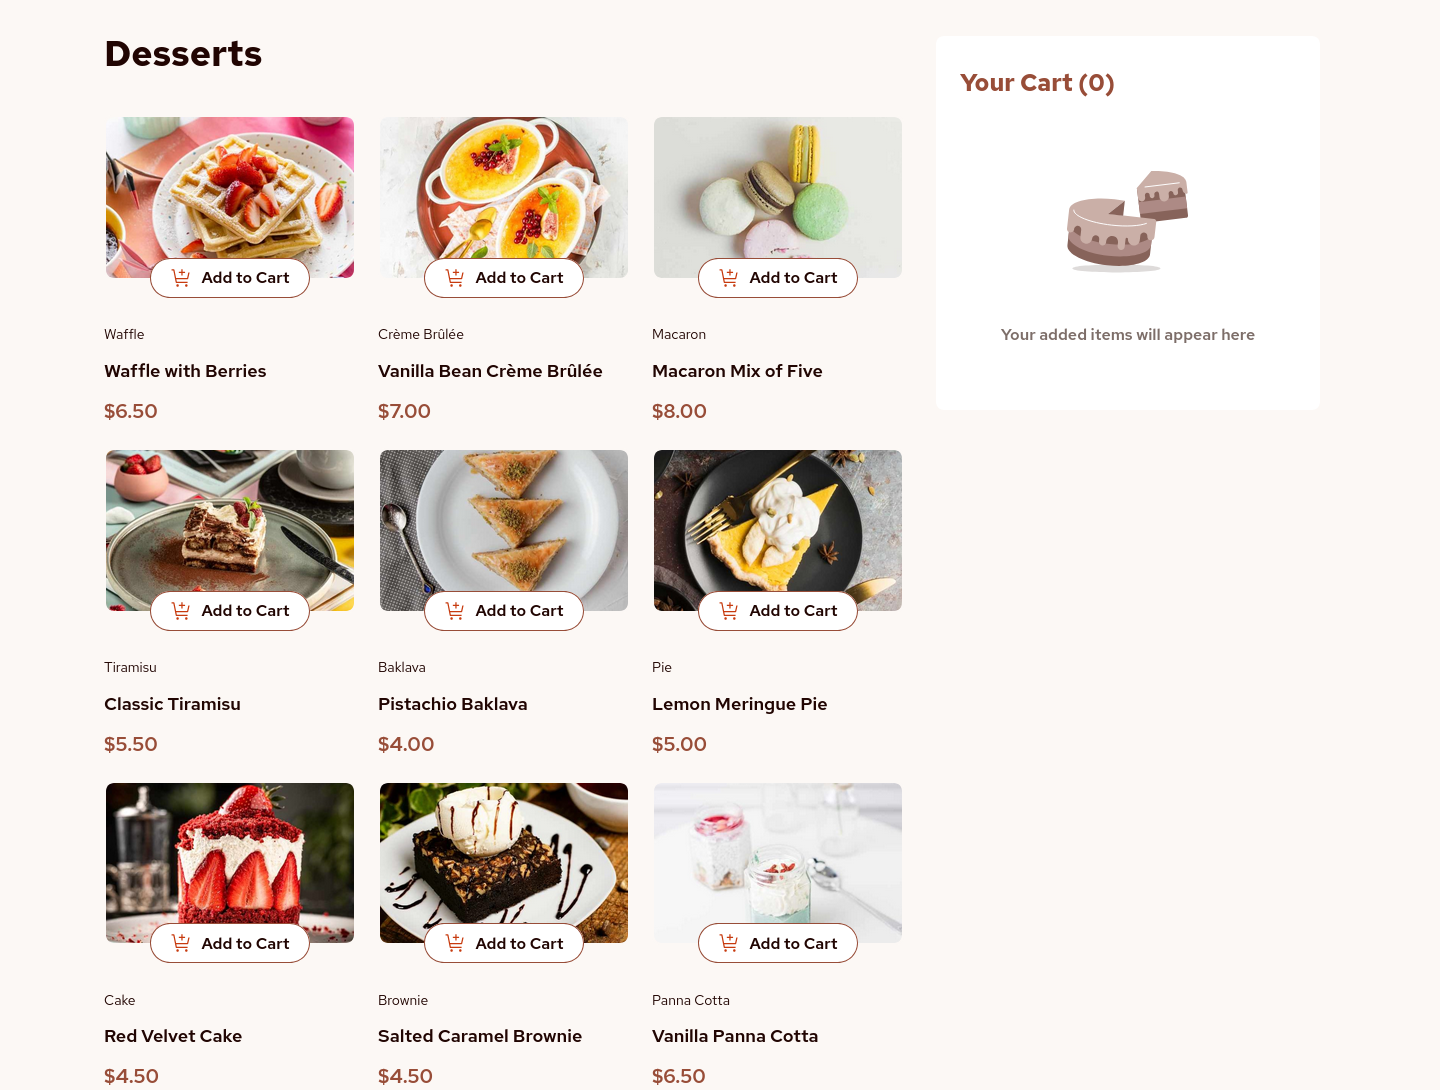 Desserts
Your Cart (0)
Add to Cart
Add to Cart
Add to Cart
Waffle
Crème Brûlée
Macaron
Your added items will appear here
Waffle with Berries
Vanilla Bean Crème Brûlée
Macaron Mix of Five
$6.50
$7.00
$8.00
Add to Cart
Add to Cart
Add to Cart
Tiramisu
Baklava
Pie
Classic Tiramisu
Pistachio Baklava
Lemon Meringue Pie
$5.50
$4.00
$5.00
Add to Cart
Add to Cart
Add to Cart
Cake
Brownie
Panna Cotta
Red Velvet Cake
Salted Caramel Brownie
Vanilla Panna Cotta
$4.50
$4.50
$6.50